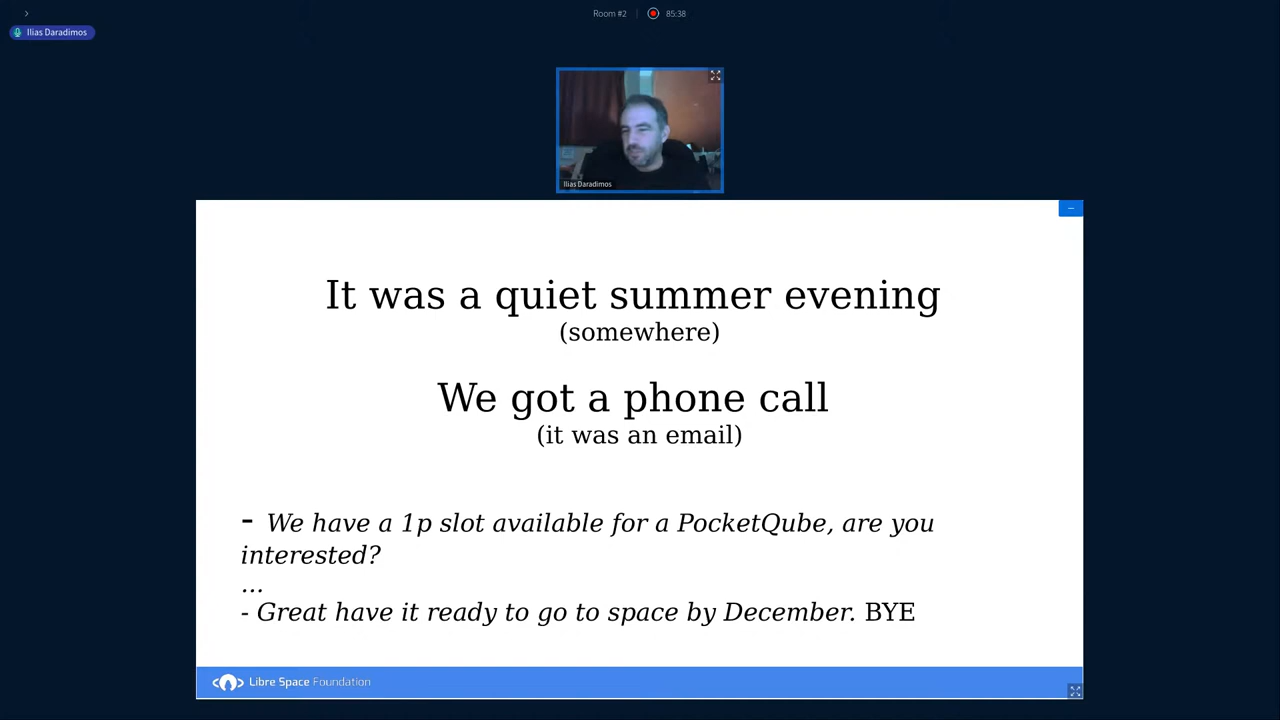 Room #2
85:38
Ilias Daradimos
Ilias Daradimos
It was a quiet summer evening
(somewhere)
We got a phone call
(it was an email)
- We have a 1p slot available for a PocketQube, are you
interested?
...
- Great have it ready to go to space by December. BYE
Libre Space Foundation